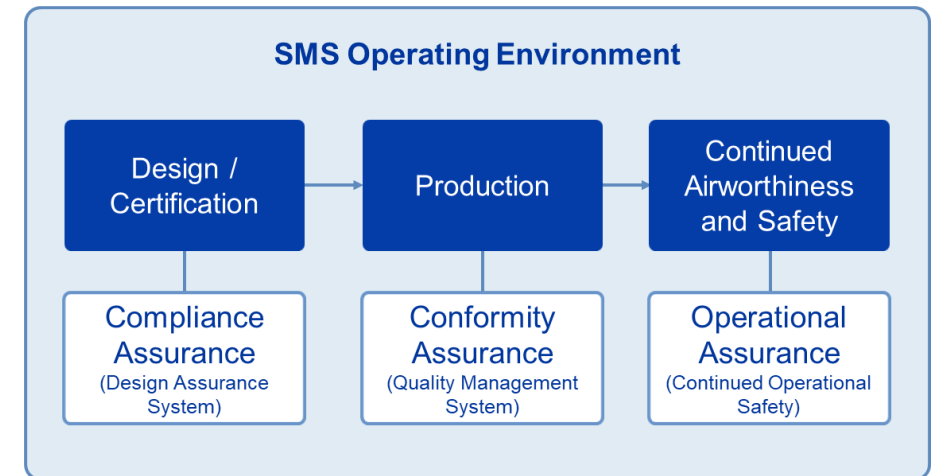 SMS Operating Environment
Design /
Certification
Production
Continued
Airworthiness
and Safety
Compliance
Assurance
(Design Assurance
System)
Conformity
Assurance
(Quality Management
System)
Operational
Assurance
(Continued Operational
Safety)